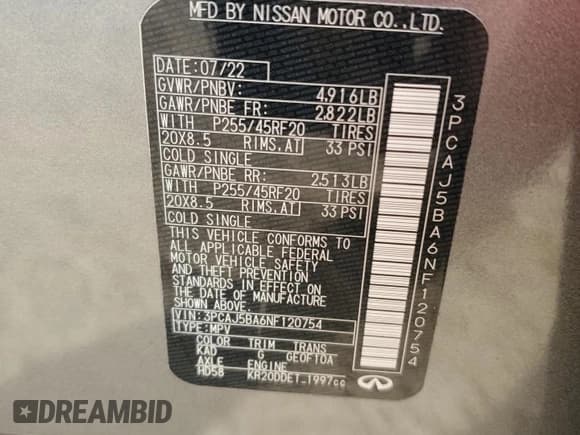 MFD BY NISSAN MOTOR CO.,LTD.
DATE:07/22
GVWR/PNBV: 4,916LB
GAWR/PNBE FR: 2,822LB
WITH P255/45RF20 TIRES
20X8.5 RIMS,AT 33 PSI
COLD SINGLE
GAWR/PNBE RR: 2,513LB
WITH P255/45RF20 TIRES
20X8.5 RIMS,AT 33 PSI
COLD SINGLE
THIS VEHICLE CONFORMS TO
ALL APPLICABLE FEDERAL
MOTOR VEHICLE SAFETY
AND THEFT PREVENTION
STANDARDS IN EFFECT ON
THE DATE OF MANUFACTURE
SHOWN ABOVE.
VIN: 3PCAJ5BA6NF120754
TYPE:MPV
COLOR TRIM TRANS
KAD G GE0F10A
AXLE ENGINE
HD58 KR20DDET 1997cc
3PCAJ5BA6NF120754
INFINITI
DREAMBID